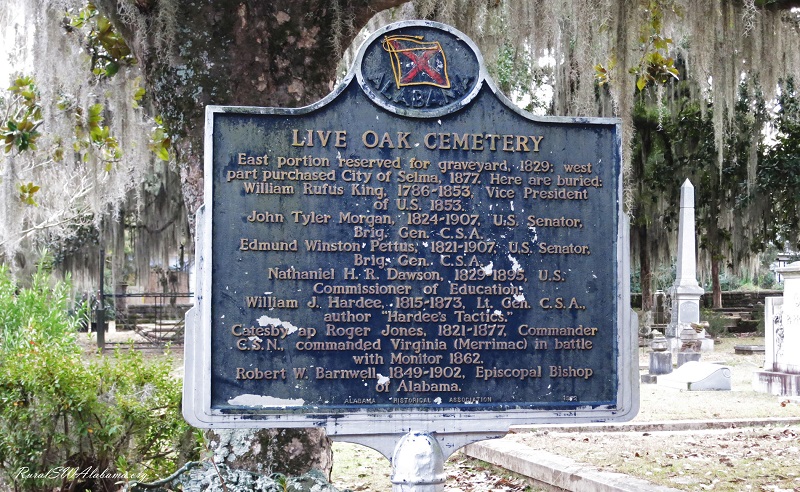 ALABAMA
LIVE OAK CEMETERY
East portion reserved for graveyard, 1829; west
part purchased City of Selma, 1877. Here are buried:
William Rufus King, 1786-1853, Vice President
of U.S. 1853.
John Tyler Morgan, 1824-1907, U.S. Senator,
Brig. Gen. C.S.A.
Edmund Winston Pettus, 1821-1907, U.S. Senator,
Brig. Gen. C.S.A.
Nathaniel H.R. Dawson, 1829-1895, U.S.
Commissioner of Education.
William J. Hardee, 1815-1873, Lt. Gen. C.S.A.,
author "Hardee's Tactics."
Catesby ap Roger Jones, 1821-1877, Commander
C.S.N., commanded Virginia (Merrimac) in battle
with Monitor 1862.
Robert W. Barnwell, 1849-1902, Episcopal Bishop
of Alabama.
ALABAMA HISTORICAL ASSOCIATION
RuralSWAlabama.org